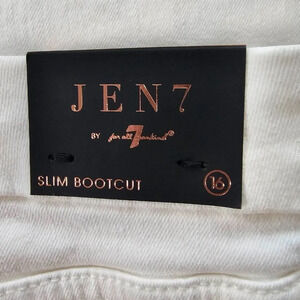 JEN7
BY for all 7 mankind®
SLIM BOOTCUT 16